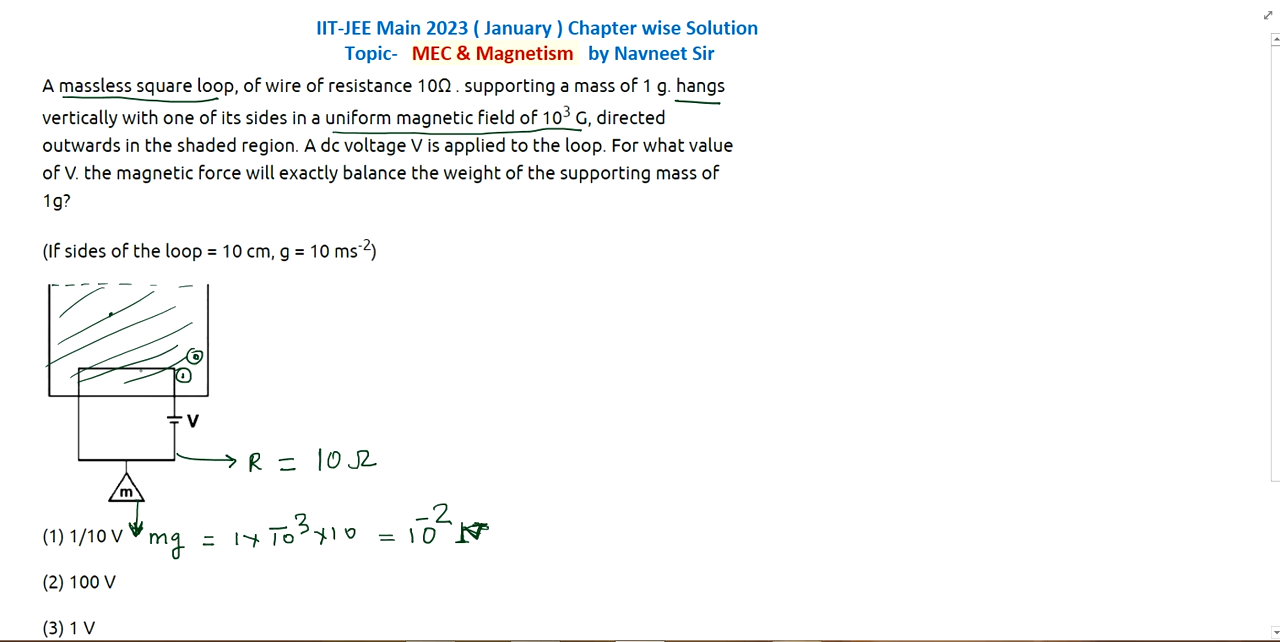 IIT-JEE Main 2023 ( January ) Chapter wise Solution
Topic- MEC & Magnetism by Navneet Sir
A massless square loop, of wire of resistance 10Ω . supporting a mass of 1 g. hangs
vertically with one of its sides in a uniform magnetic field of 10³ G, directed
outwards in the shaded region. A dc voltage V is applied to the loop. For what value
of V. the magnetic force will exactly balance the weight of the supporting mass of
1g?
(If sides of the loop = 10 cm, g = 10 ms⁻²)
V
R = 10 Ω
m
(1) 1/10 V
mg = 1 × 10⁻³ × 10 = 10⁻² N
(2) 100 V
(3) 1 V